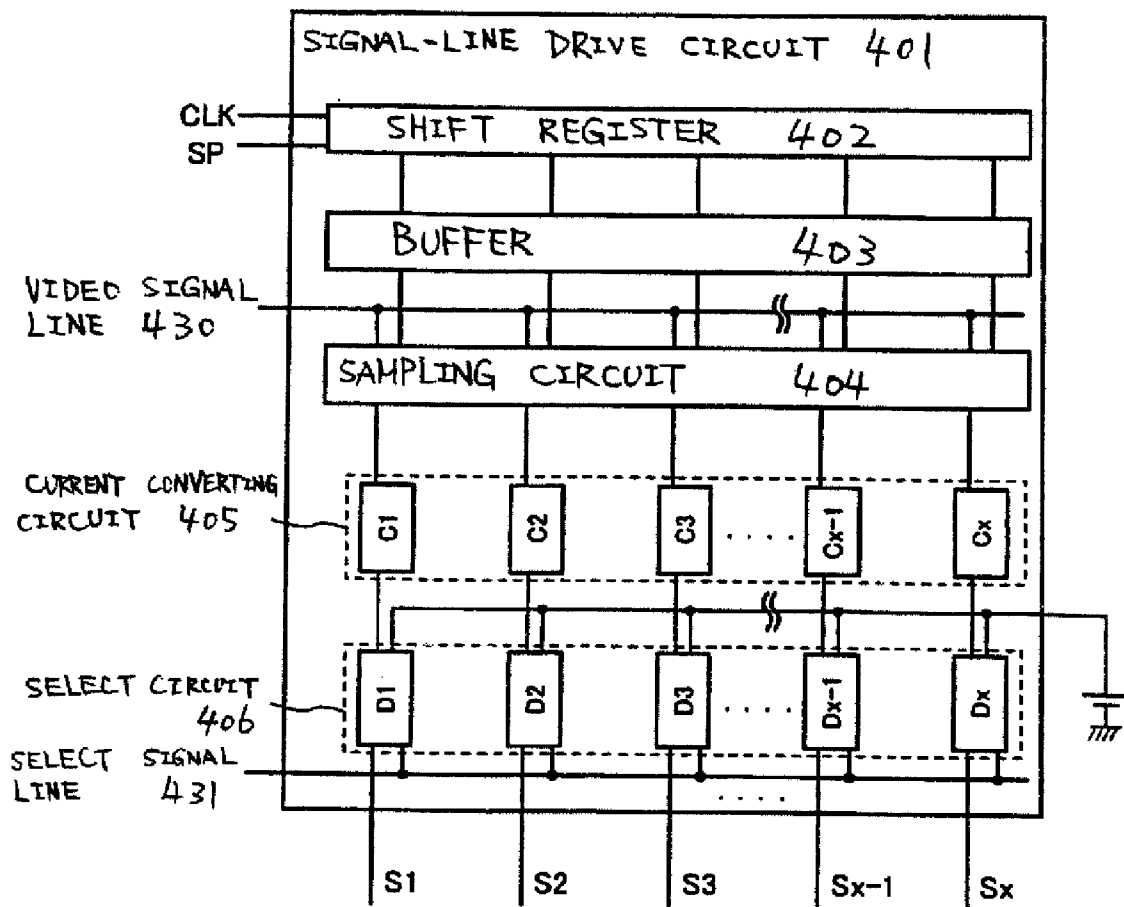 SIGNAL-LINE DRIVE CIRCUIT 401
CLK
SP
SHIFT REGISTER 402
BUFFER 403
VIDEO SIGNAL
LINE 430
SAMPLING CIRCUIT 404
CURRENT CONVERTING
CIRCUIT 405
C1 C2 C3 ···· Cx-1 Cx
SELECT CIRCUIT
406
D1 D2 D3 ···· Dx-1 Dx
SELECT SIGNAL
LINE 431
····
S1 S2 S3 Sx-1 Sx